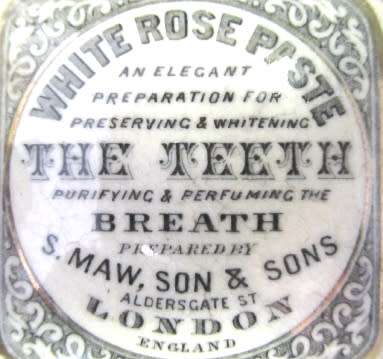 WHITE ROSE PASTE
AN ELEGANT
PREPARATION FOR
PRESERVING & WHITENING
THE TEETH
PURIFYING & PERFUMING THE
BREATH
PREPARED BY
S. MAW, SON & SONS
ALDERSGATE ST
LONDON
ENGLAND